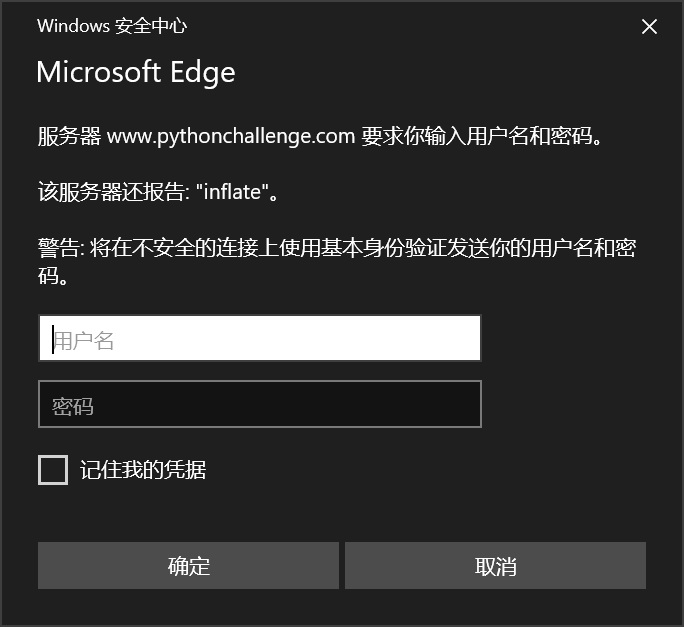 Windows 安全中心
Microsoft Edge
服务器 www.pythonchallenge.com 要求你输入用户名和密码。
该服务器还报告: "inflate"。
警告: 将在不安全的连接上使用基本身份验证发送你的用户名和密
码。
用户名
密码
记住我的凭据
确定
取消